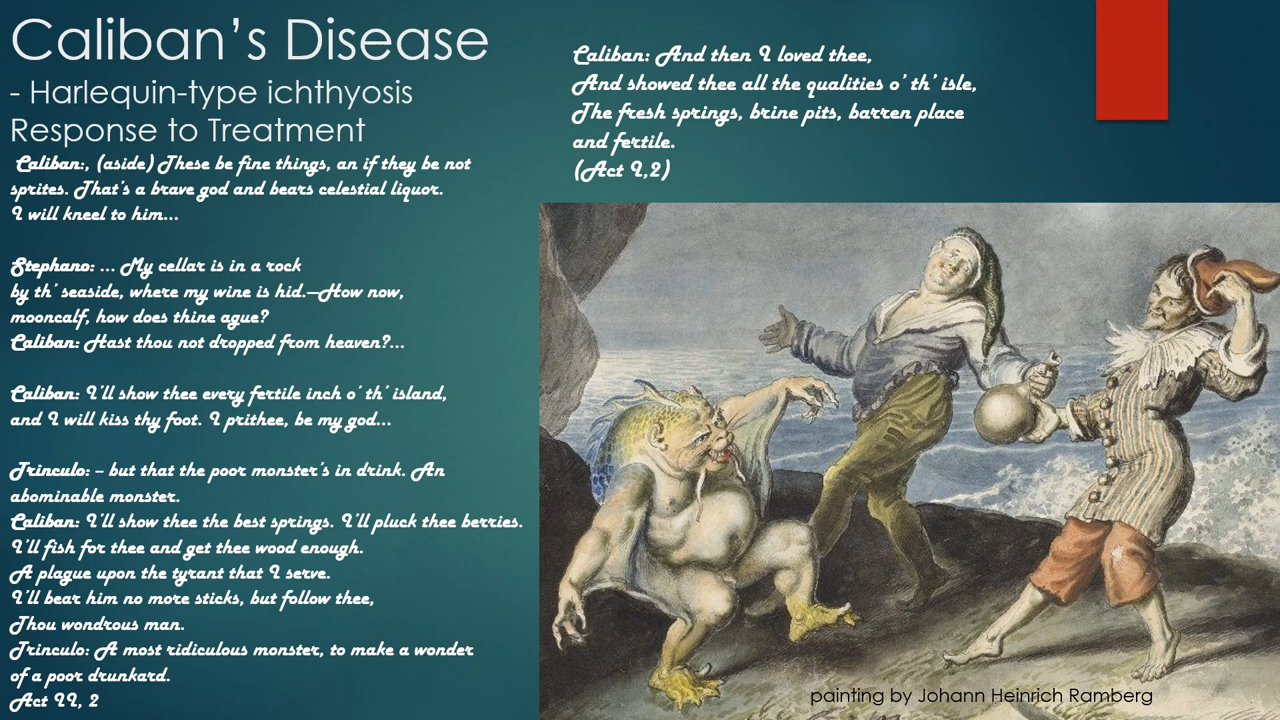 Caliban's Disease
- Harlequin-type ichthyosis
Response to Treatment
Caliban:, (aside) These be fine things, an if they be not
sprites. That's a brave god and bears celestial liquor.
I will kneel to him...
Stephano: ... My cellar is in a rock
by th' seaside, where my wine is hid.—How now,
mooncalf, how does thine ague?
Caliban: Hast thou not dropped from heaven?...
Caliban: I'll show thee every fertile inch o' th' island,
and I will kiss thy foot. I prithee, be my god...
Trinculo: – but that the poor monster's in drink. An
abominable monster.
Caliban: I'll show thee the best springs. I'll pluck thee berries.
I'll fish for thee and get thee wood enough.
A plague upon the tyrant that I serve.
I'll bear him no more sticks, but follow thee,
Thou wondrous man.
Trinculo: A most ridiculous monster, to make a wonder
of a poor drunkard.
Act II, 2
Caliban: And then I loved thee,
And showed thee all the qualities o' th' isle,
The fresh springs, brine pits, barren place
and fertile.
(Act I,2)
painting by Johann Heinrich Ramberg